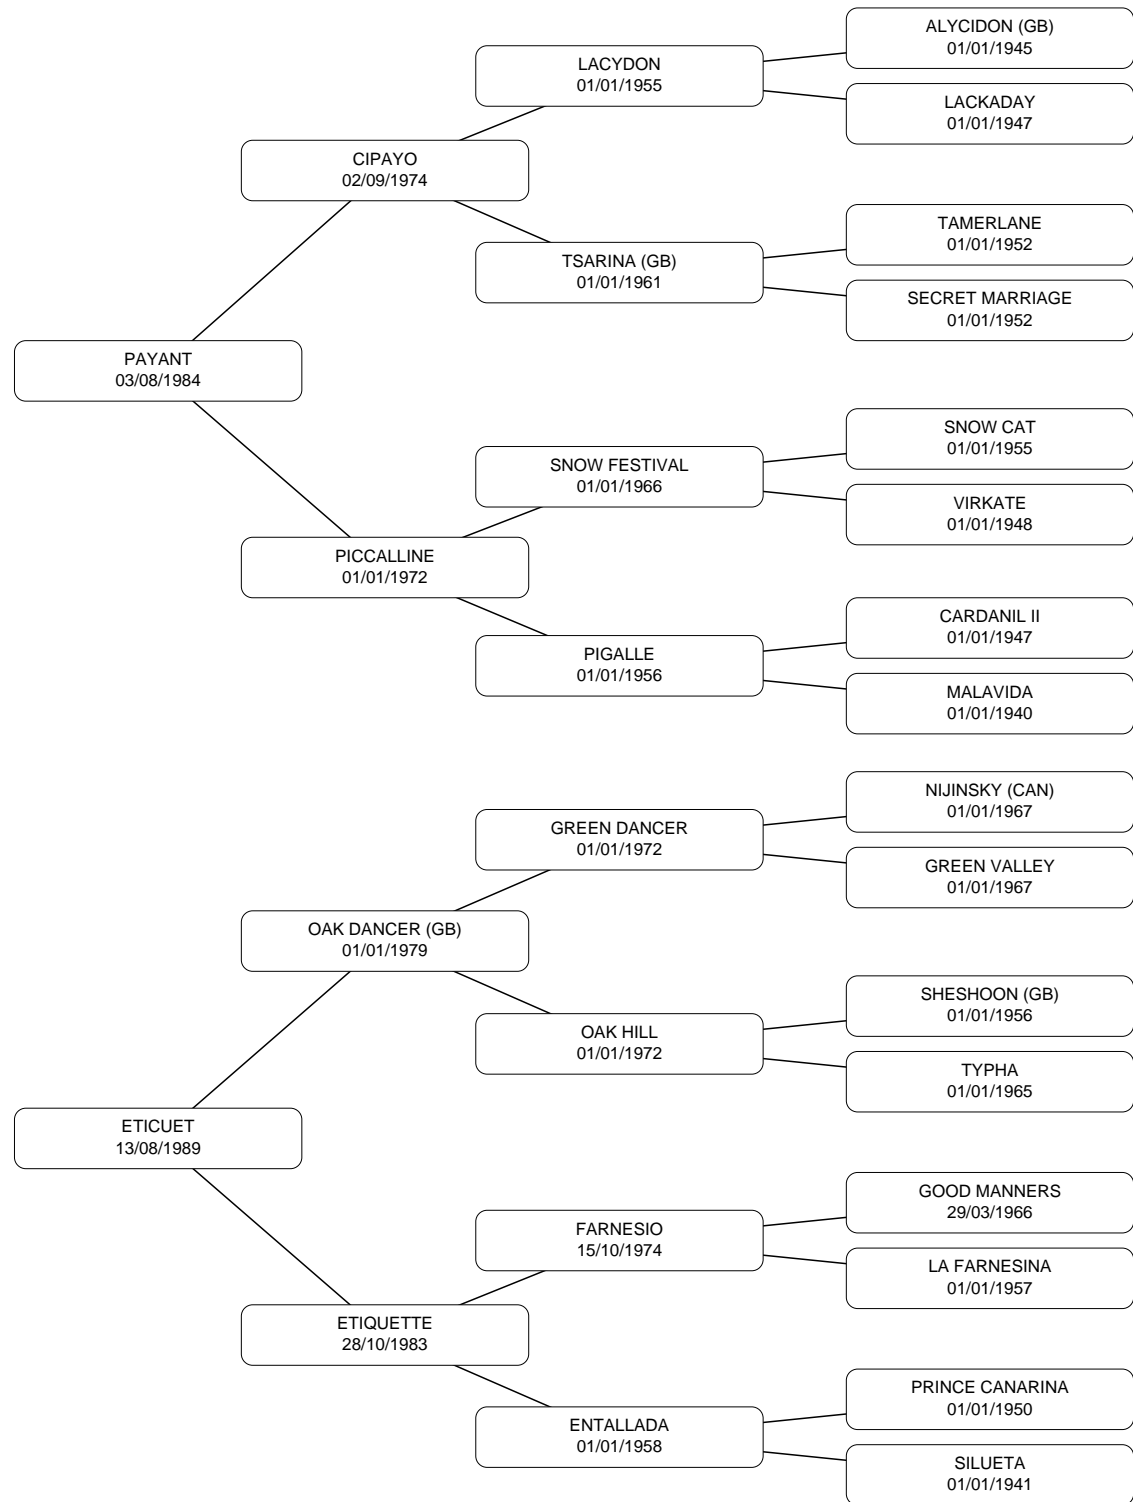 ALYCIDON (GB)
01/01/1945
LACYDON
01/01/1955
LACKADAY
01/01/1947
CIPAYO
02/09/1974
TAMERLANE
01/01/1952
TSARINA (GB)
01/01/1961
SECRET MARRIAGE
01/01/1952
PAYANT
03/08/1984
SNOW CAT
01/01/1955
SNOW FESTIVAL
01/01/1966
VIRKATE
01/01/1948
PICCALLINE
01/01/1972
CARDANIL II
01/01/1947
PIGALLE
01/01/1956
MALAVIDA
01/01/1940
NIJINSKY (CAN)
01/01/1967
GREEN DANCER
01/01/1972
GREEN VALLEY
01/01/1967
OAK DANCER (GB)
01/01/1979
SHESHOON (GB)
01/01/1956
OAK HILL
01/01/1972
TYPHA
01/01/1965
ETICUET
13/08/1989
GOOD MANNERS
29/03/1966
FARNESIO
15/10/1974
LA FARNESINA
01/01/1957
ETIQUETTE
28/10/1983
PRINCE CANARINA
01/01/1950
ENTALLADA
01/01/1958
SILUETA
01/01/1941